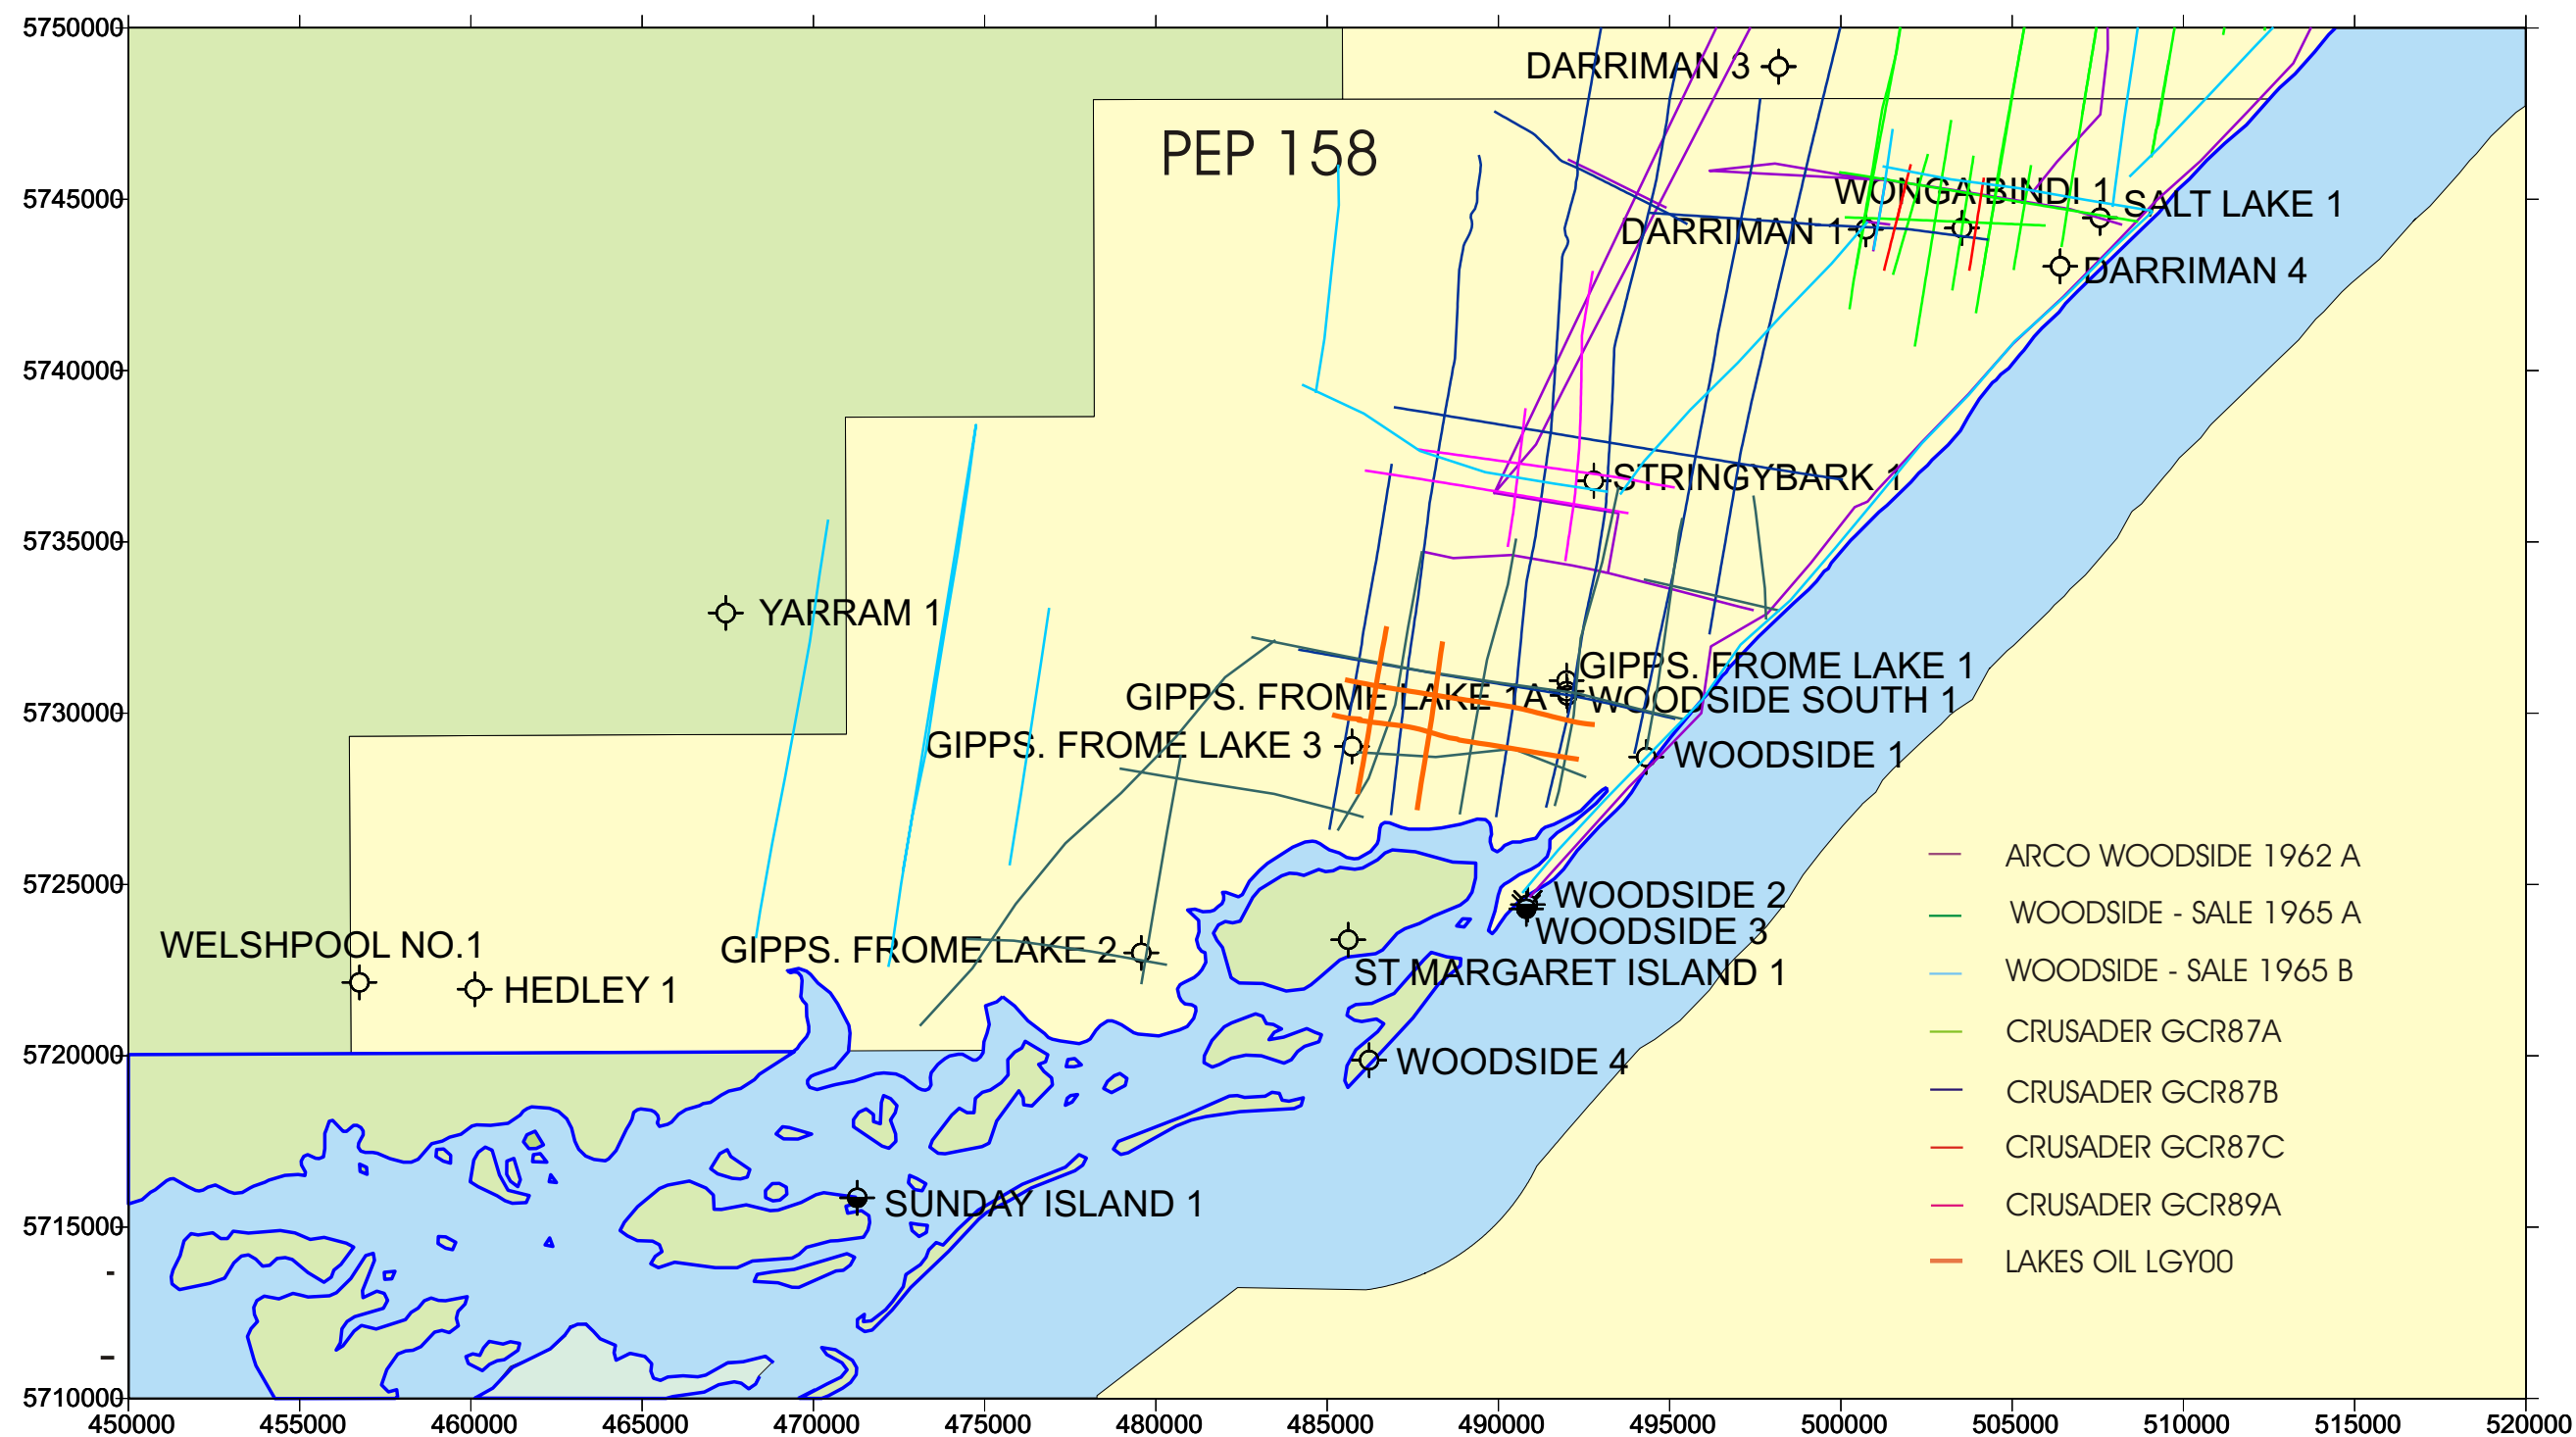 5750000
DARRIMAN 3
PEP 158
5745000
WONGA BINDI 1
SALT LAKE 1
DARRIMAN 1
DARRIMAN 4
5740000
STRINGYBARK 1
5735000
YARRAM 1
GIPPS. FROME LAKE 1
GIPPS. FROME LAKE 1A
WOODSIDE SOUTH 1
5730000
GIPPS. FROME LAKE 3
WOODSIDE 1
ARCO WOODSIDE 1962 A
5725000
WOODSIDE 2
WOODSIDE - SALE 1965 A
WOODSIDE 3
WELSHPOOL NO.1
GIPPS. FROME LAKE 2
ST MARGARET ISLAND 1
WOODSIDE - SALE 1965 B
HEDLEY 1
CRUSADER GCR87A
5720000
WOODSIDE 4
CRUSADER GCR87B
CRUSADER GCR87C
SUNDAY ISLAND 1
CRUSADER GCR89A
5715000
LAKES OIL LGY00
5710000
450000 455000 460000 465000 470000 475000 480000 485000 490000 495000 500000 505000 510000 515000 520000